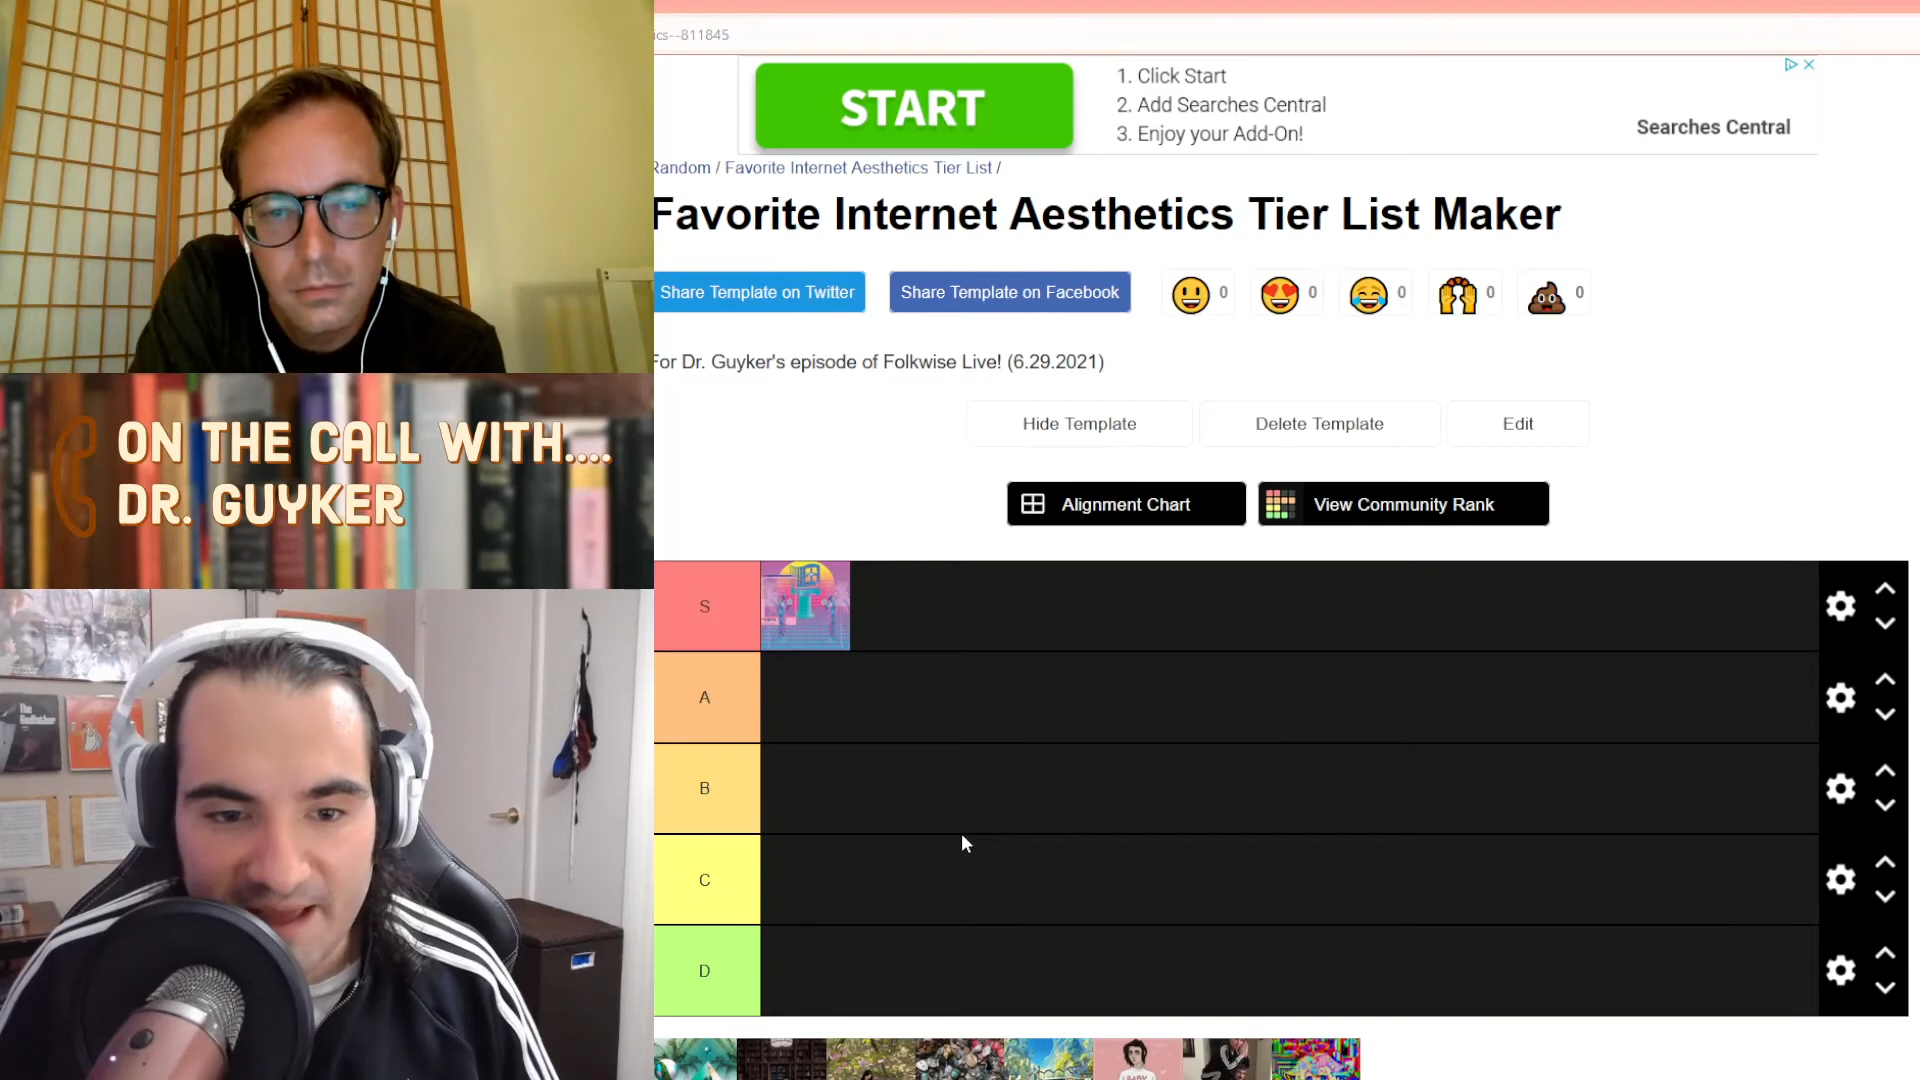 ics--811845
START
1. Click Start
2. Add Searches Central
3. Enjoy your Add-On!
Searches Central
Random / Favorite Internet Aesthetics Tier List /
Favorite Internet Aesthetics Tier List Maker
Share Template on Twitter
Share Template on Facebook
0
0
0
0
0
For Dr. Guyker's episode of Folkwise Live! (6.29.2021)
Hide Template
Delete Template
Edit
ON THE CALL WITH....
DR. GUYKER
Alignment Chart
View Community Rank
S
A
B
C
D
The
Godfather
BABY